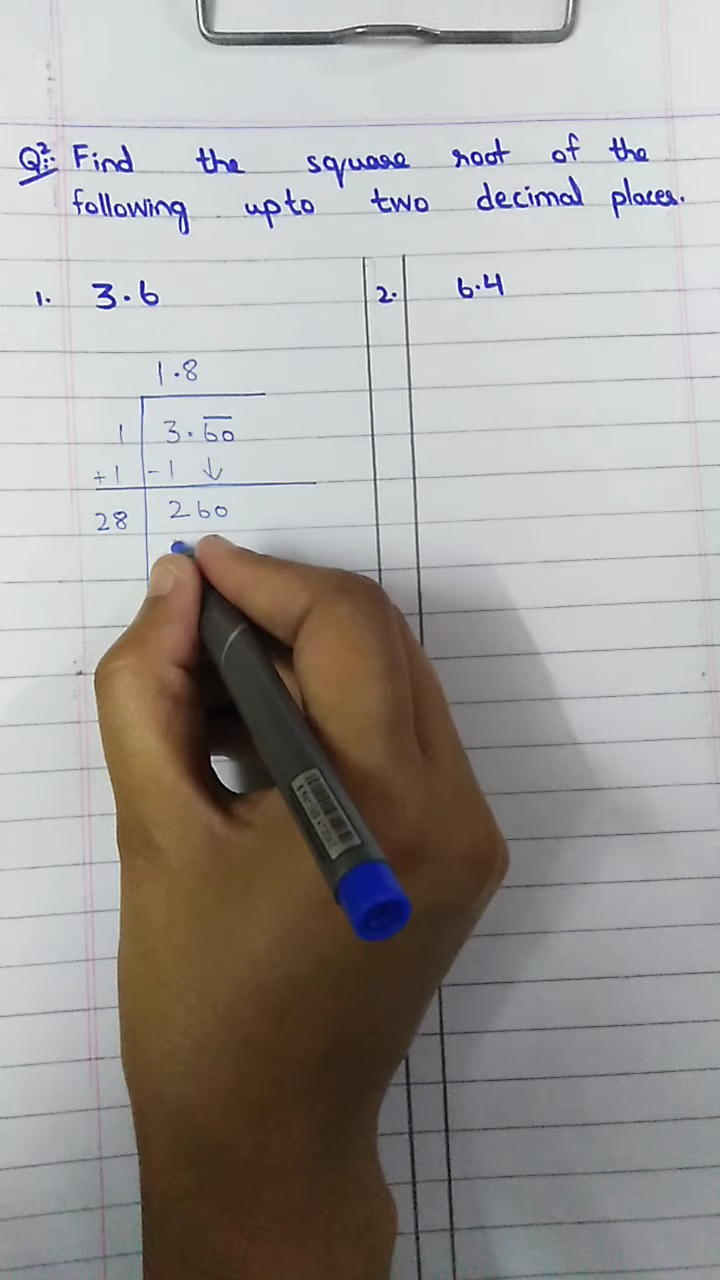 Q2: Find the square root of the
following upto two decimal places.
1. 3.6
2. 6.4
1.8
1 3.60
+1 -1 ↓
28 260